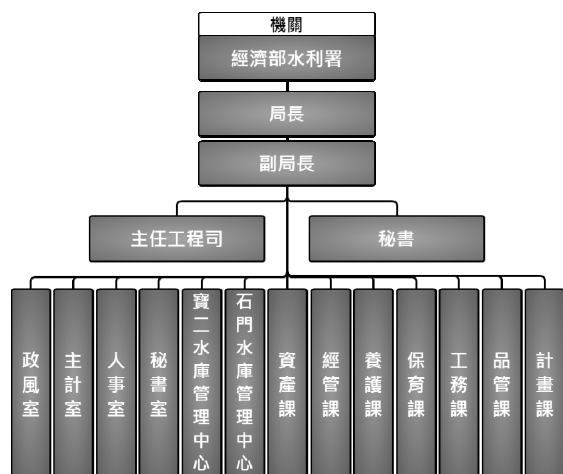 機關
經濟部水利署
局長
副局長
主任工程司
秘書
政風室
主計室
人事室
秘書室
寶二水庫管理中心
石門水庫管理中心
資產課
經管課
養護課
保育課
工務課
品管課
計畫課